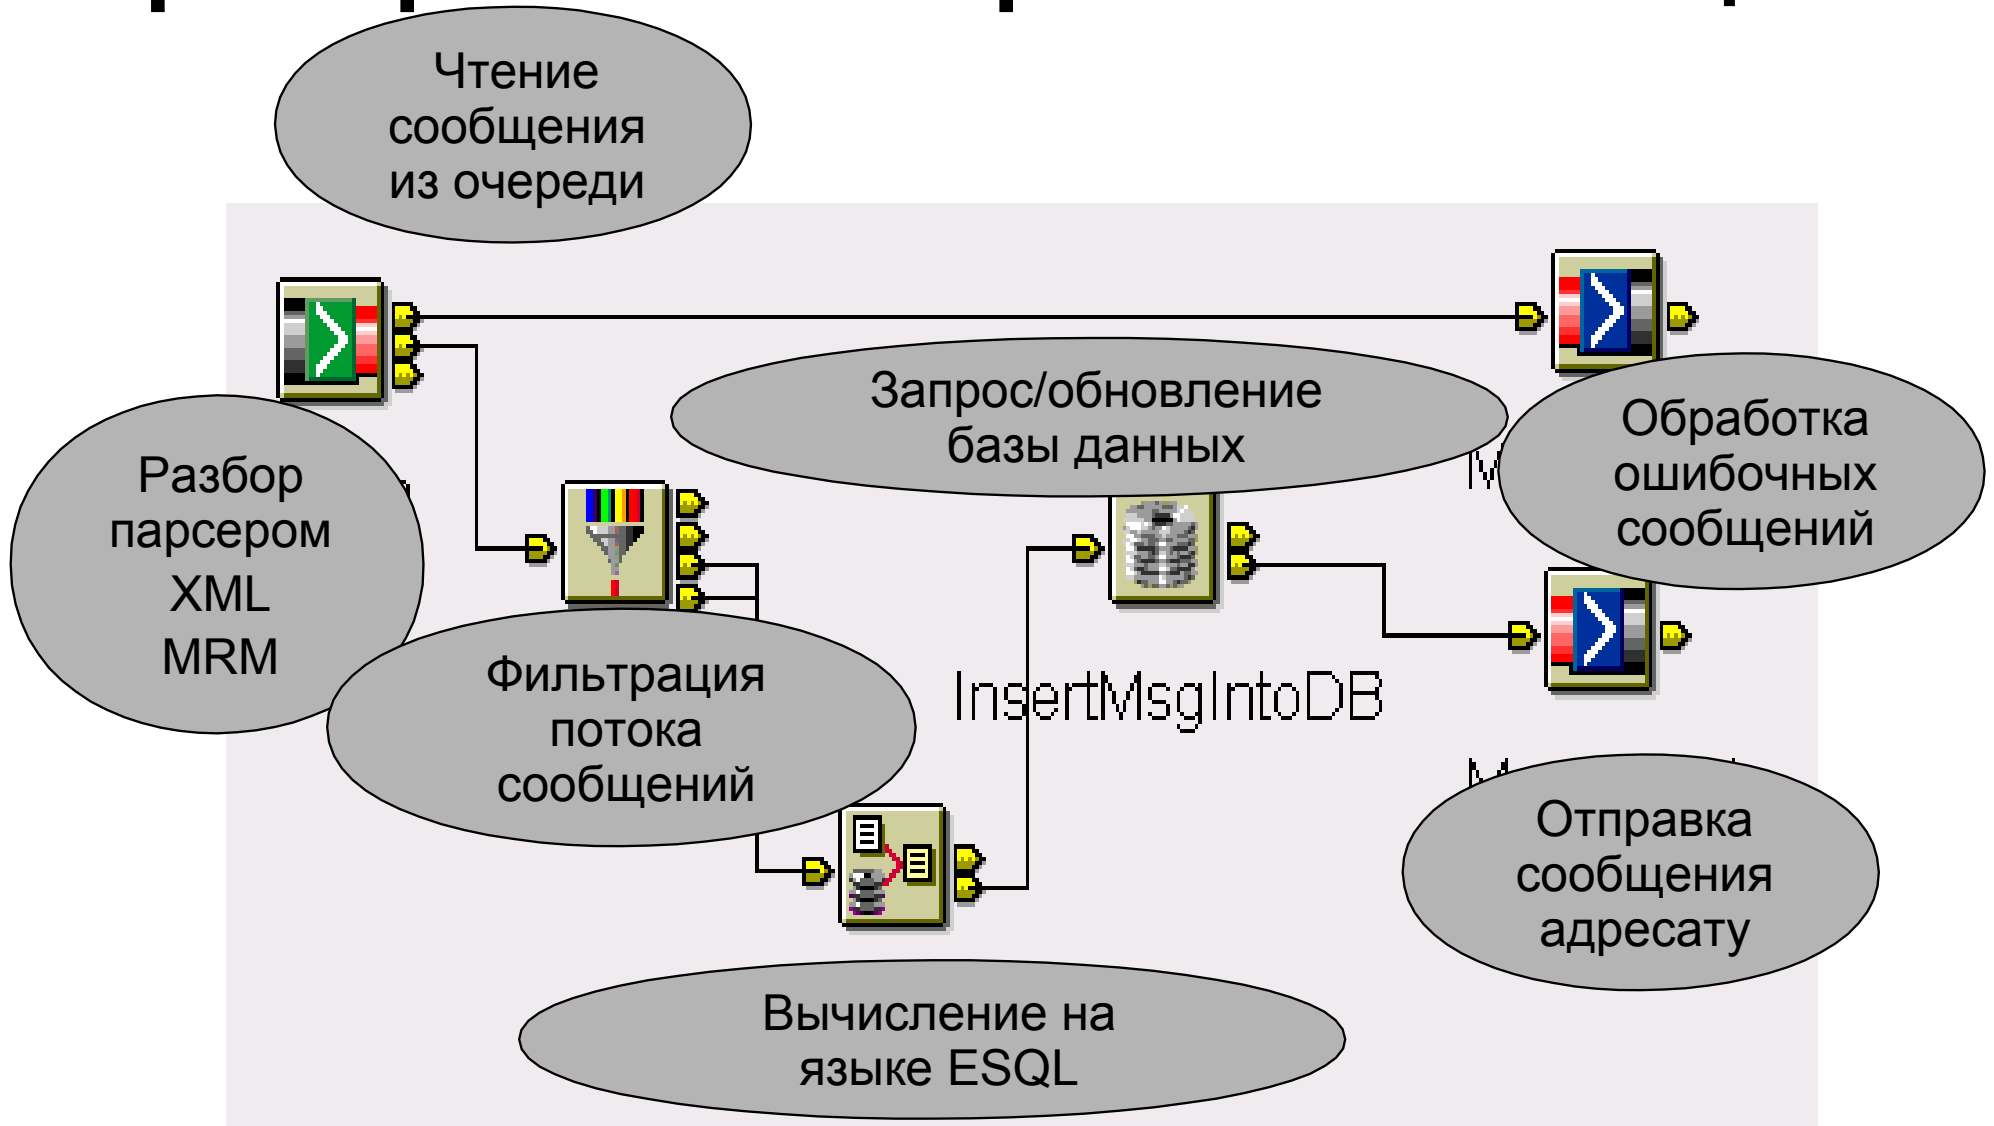 Чтение
сообщения
из очереди
Запрос/обновление
базы данных
Обработка
ошибочных
сообщений
Разбор
парсером
XML
MRM
Фильтрация
потока
сообщений
InsertMsgIntoDB
Отправка
сообщения
адресату
Вычисление на
языке ESQL